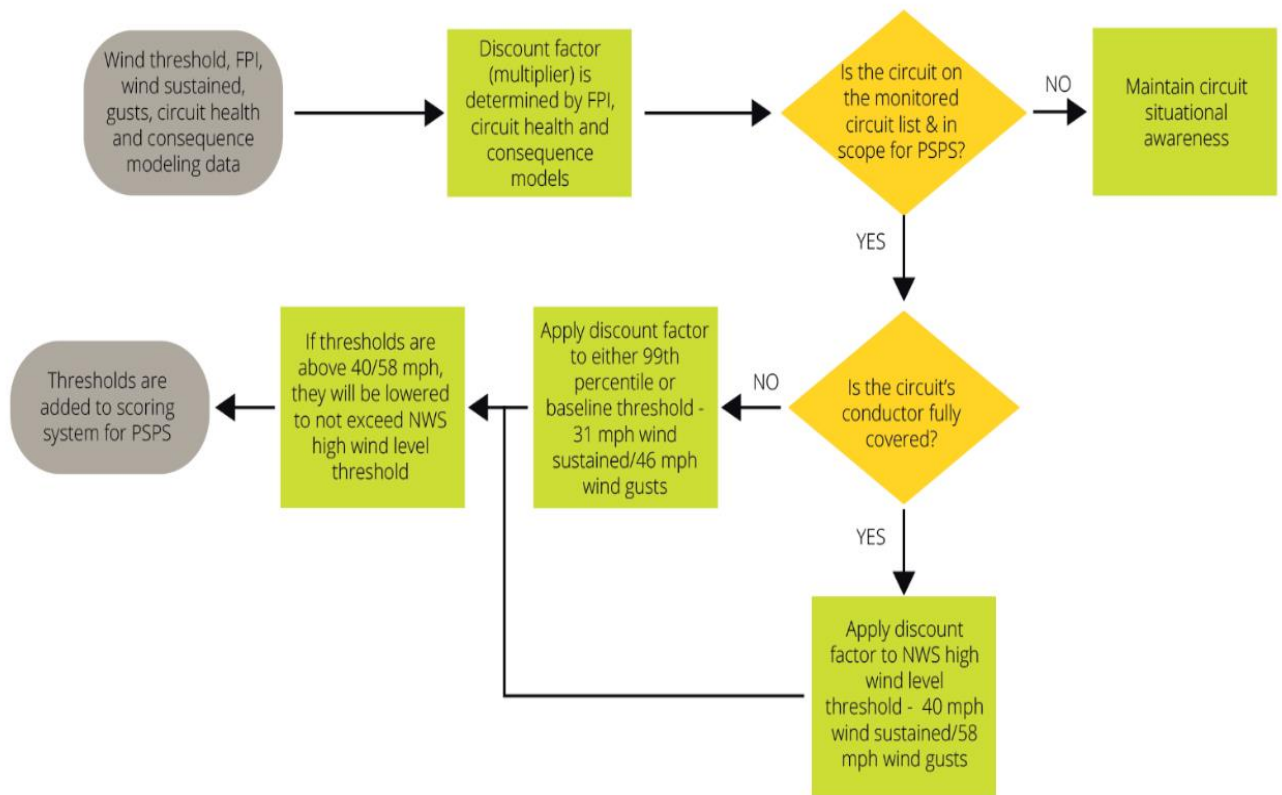 Wind threshold, FPI,
wind sustained,
gusts, circuit health
and consequence
modeling data
Discount factor
(multiplier) is
determined by FPI,
circuit health and
consequence
models
Is the circuit on
the monitored
circuit list & in
scope for PSPS?
NO
Maintain circuit
situational
awareness
YES
Is the circuit’s
conductor fully
covered?
NO
Apply discount factor
to either 99th
percentile or
baseline threshold -
31 mph wind
sustained/46 mph
wind gusts
If thresholds are
above 40/58 mph,
they will be lowered
to not exceed NWS
high wind level
threshold
Thresholds are
added to scoring
system for PSPS
YES
Apply discount
factor to NWS high
wind level
threshold - 40 mph
wind sustained/58
mph wind gusts